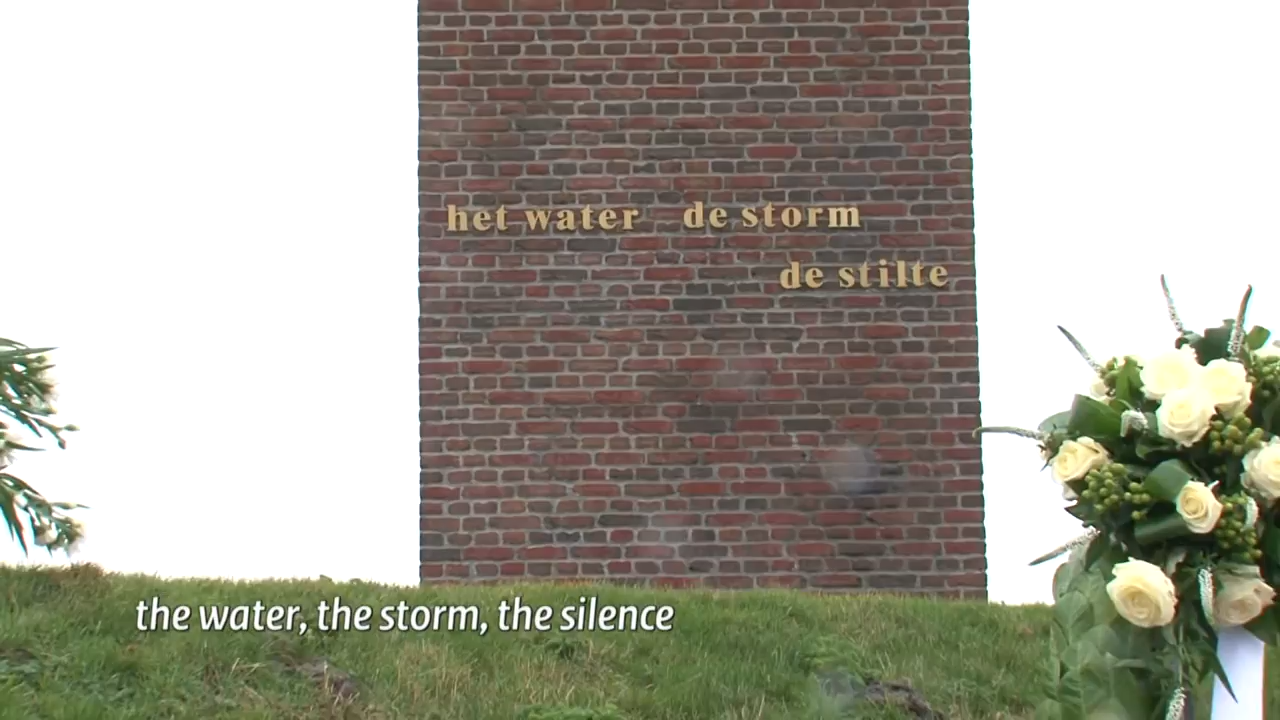 het water de storm
de stilte
the water, the storm, the silence